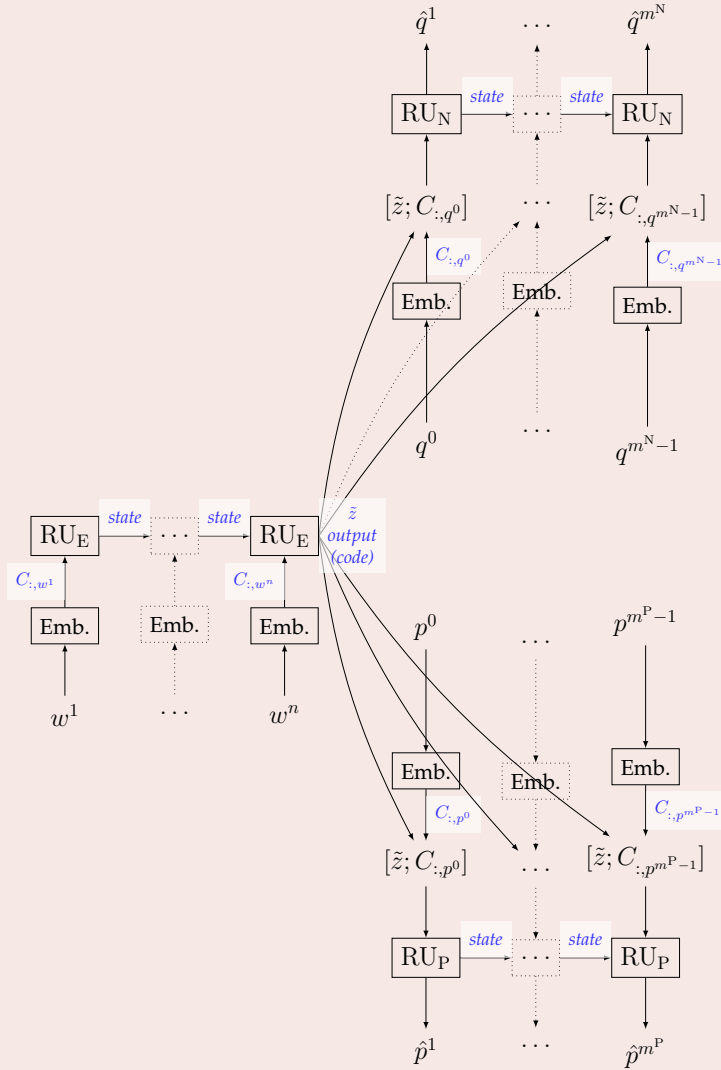 q̂^1 ⋯ q̂^{m^N}
state state
RU_N ⋯ RU_N
[z̃; C_{:,q^0}] ⋯ [z̃; C_{:,q^{m^N−1}}]
C_{:,q^0} C_{:,q^{m^N−1}}
Emb. Emb. Emb.
q^0 ⋯ q^{m^N−1}
state state z̃
RU_E ⋯ RU_E output
(code)
C_{:,w^1} C_{:,w^n}
Emb. Emb. Emb.
w^1 ⋯ w^n
p^0 ⋯ p^{m^P−1}
Emb. Emb. Emb.
C_{:,p^0} C_{:,p^{m^P−1}}
[z̃; C_{:,p^0}] ⋯ [z̃; C_{:,p^{m^P−1}}]
state state
RU_P ⋯ RU_P
p̂^1 ⋯ p̂^{m^P}